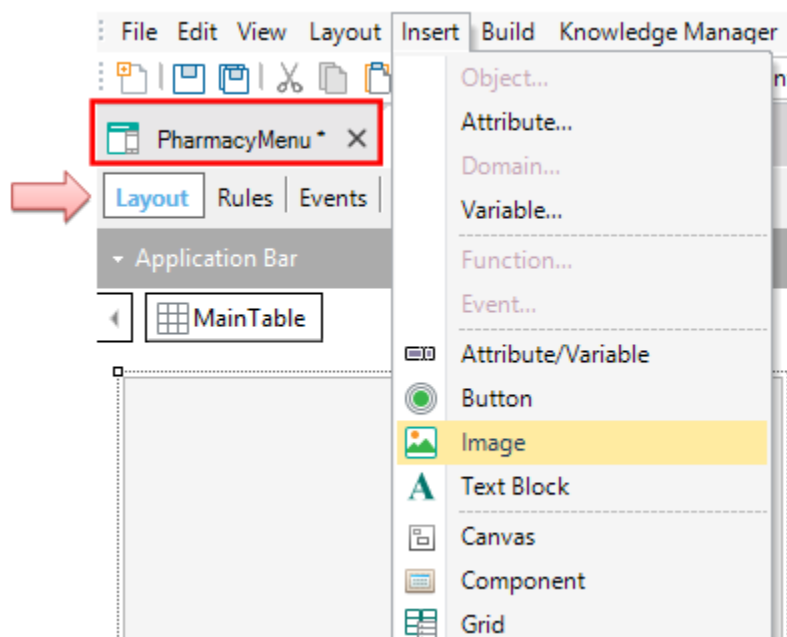 File Edit View Layout Insert Build Knowledge Manager
Object...
PharmacyMenu*
Attribute...
Domain...
Layout Rules Events
Variable...
Application Bar
Function...
Event...
MainTable
Attribute/Variable
Button
Image
A Text Block
Canvas
Component
Grid